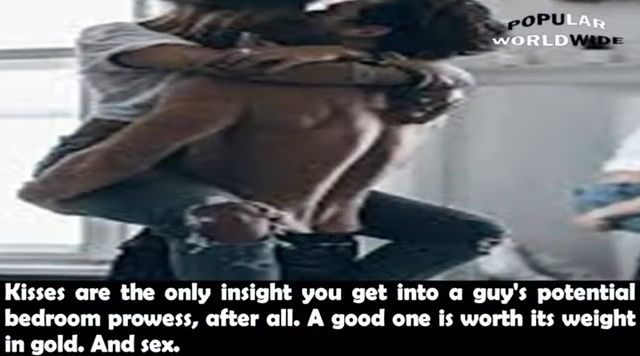 POPULAR
WORLDWIDE
Kisses are the only insight you get into a guy's potential
bedroom prowess, after all. A good one is worth its weight
in gold. And sex.